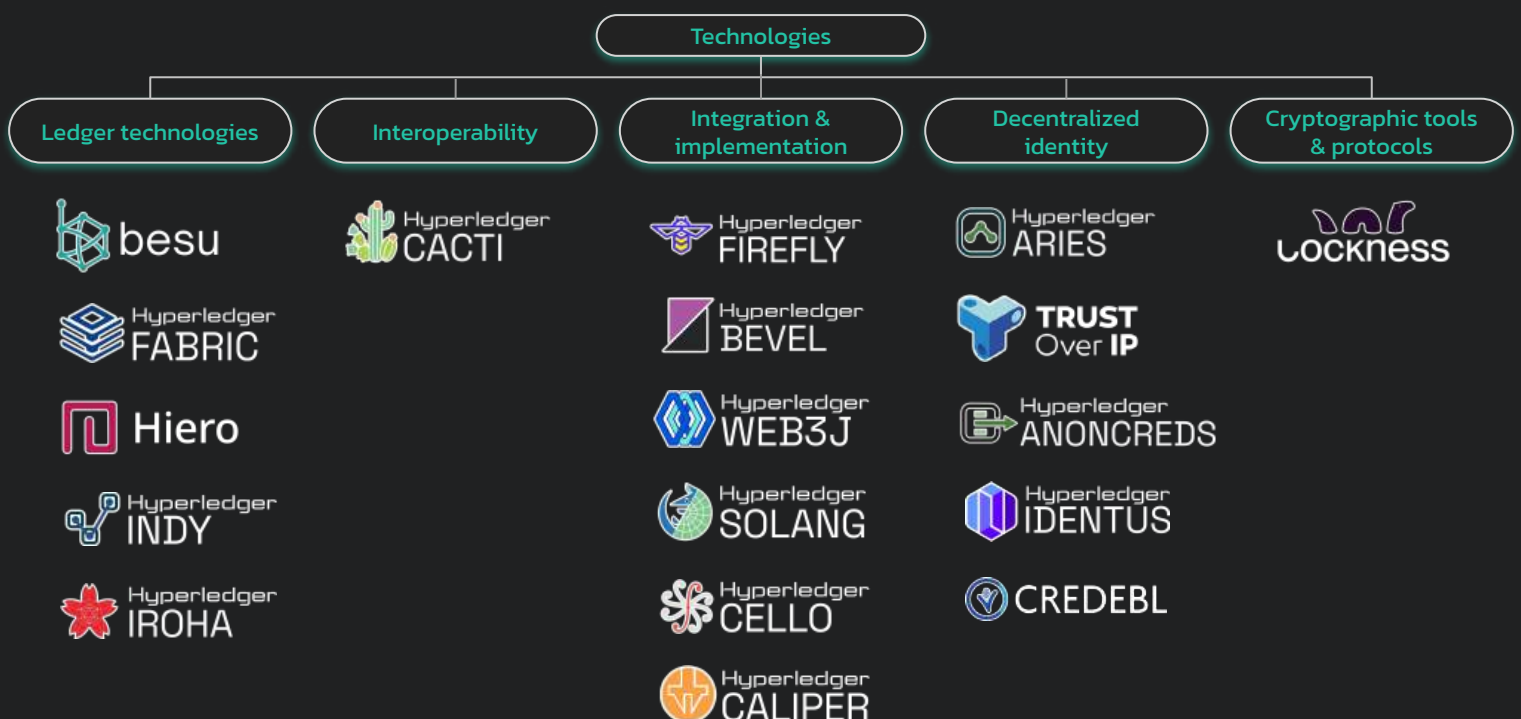 Technologies
Ledger technologies
Interoperability
Integration &
implementation
Decentralized
identity
Cryptographic tools
& protocols
besu
Hyperledger
FABRIC
Hiero
Hyperledger
INDY
Hyperledger
IROHA
Hyperledger
CACTI
Hyperledger
FIREFLY
Hyperledger
BEVEL
Hyperledger
WEB3J
Hyperledger
SOLANG
Hyperledger
CELLO
Hyperledger
CALIPER
Hyperledger
ARIES
TRUST
Over IP
Hyperledger
ANONCREDS
Hyperledger
IDENTUS
CREDEBL
LOCKNESS